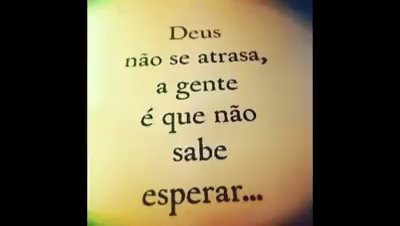 Deus
não se atrasa,
a gente
é que não
sabe
esperar...